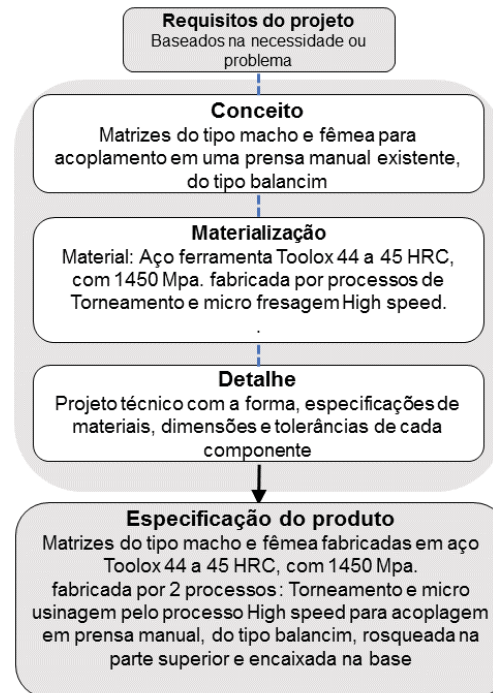 Requisitos do projeto
Baseados na necessidade ou
problema
Conceito
Matrizes do tipo macho e fêmea para
acoplamento em uma prensa manual existente,
do tipo balancim
Materialização
Material: Aço ferramenta Toolox 44 a 45 HRC,
com 1450 Mpa. fabricada por processos de
Torneamento e micro fresagem High speed.
.
Detalhe
Projeto técnico com a forma, especificações de
materiais, dimensões e tolerâncias de cada
componente
Especificação do produto
Matrizes do tipo macho e fêmea fabricadas em aço
Toolox 44 a 45 HRC, com 1450 Mpa.
fabricada por 2 processos: Torneamento e micro
usinagem pelo processo High speed para acoplagem
em prensa manual, do tipo balancim, rosqueada na
parte superior e encaixada na base